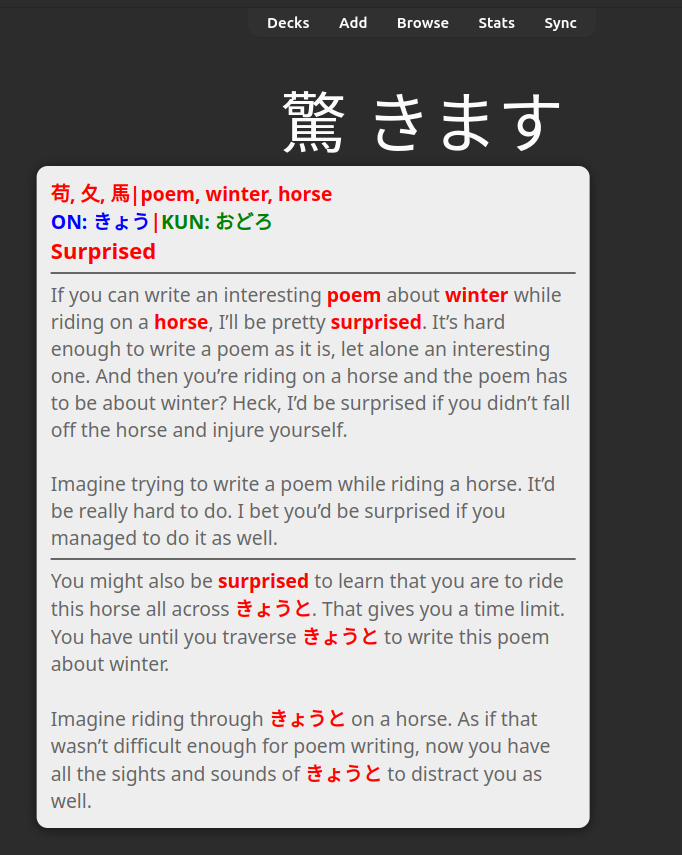 Decks Add Browse Stats Sync
驚 きます
苟, 夂, 馬|poem, winter, horse
ON: きょう|KUN: おどろ
Surprised
If you can write an interesting poem about winter while
riding on a horse, I’ll be pretty surprised. It’s hard
enough to write a poem as it is, let alone an interesting
one. And then you’re riding on a horse and the poem has
to be about winter? Heck, I’d be surprised if you didn’t fall
off the horse and injure yourself.
Imagine trying to write a poem while riding a horse. It’d
be really hard to do. I bet you’d be surprised if you
managed to do it as well.
You might also be surprised to learn that you are to ride
this horse all across きょうと. That gives you a time limit.
You have until you traverse きょうと to write this poem
about winter.
Imagine riding through きょうと on a horse. As if that
wasn’t difficult enough for poem writing, now you have
all the sights and sounds of きょうと to distract you as
well.